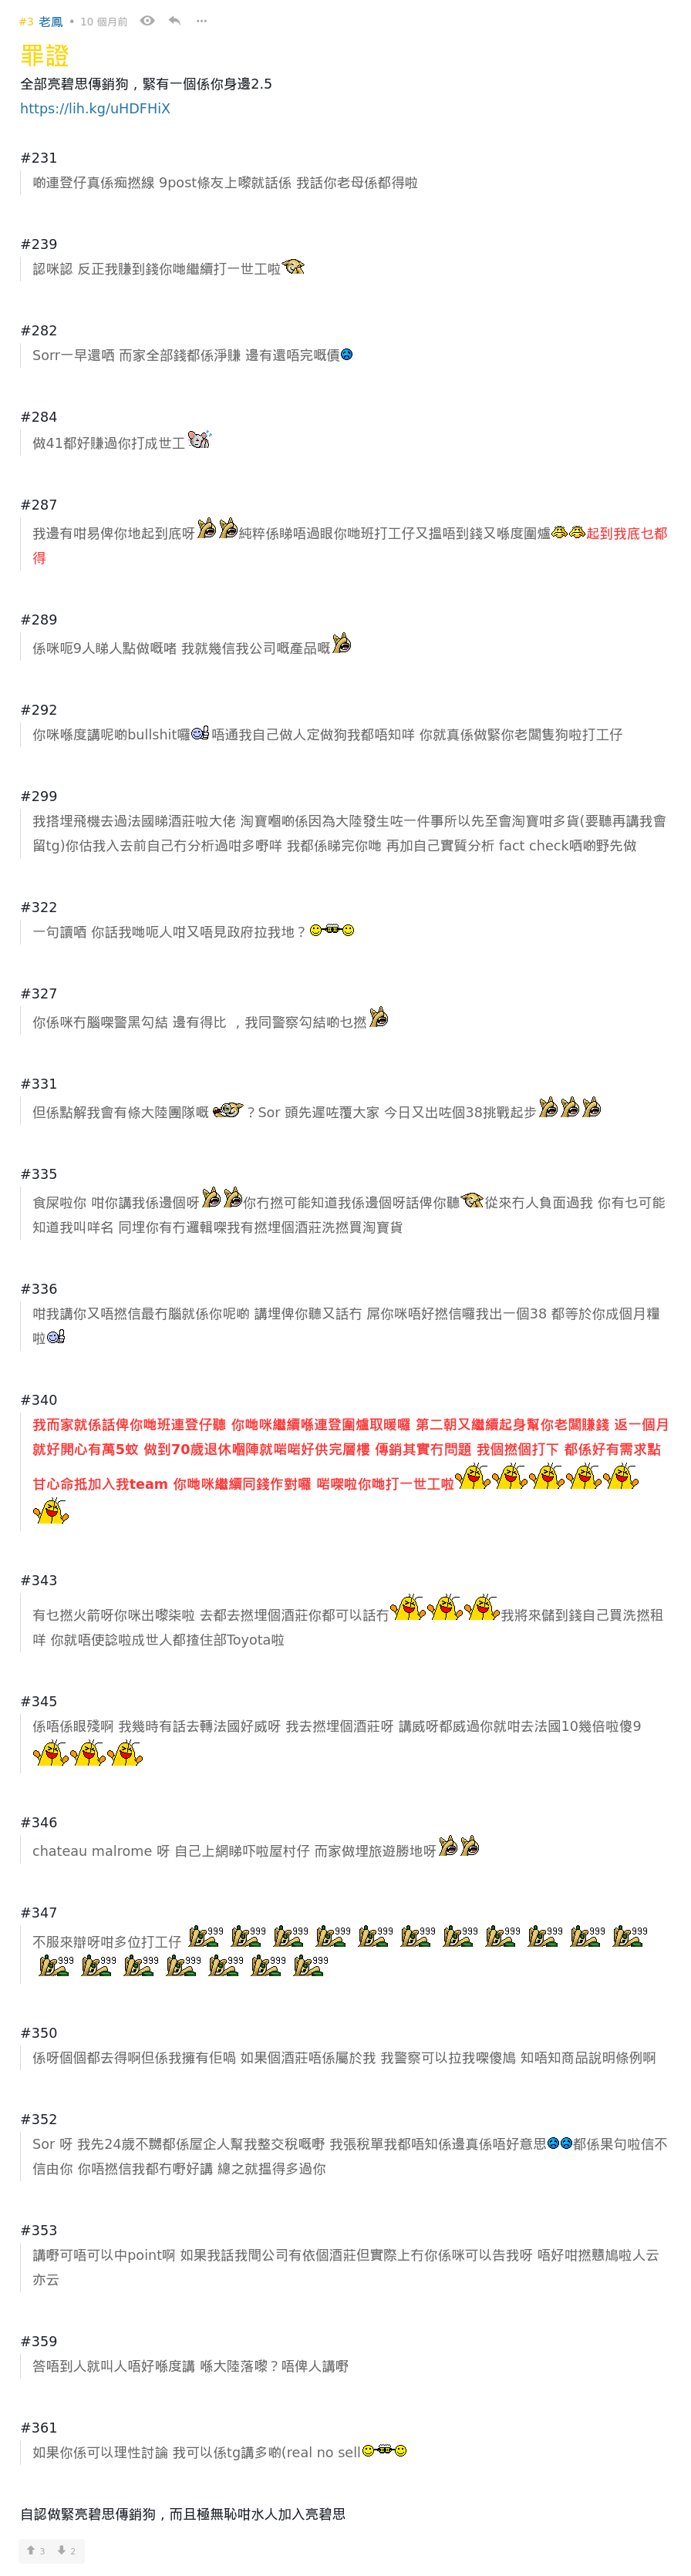 #3 老鳳 • 10 個月前
罪證
全部亮碧思傳銷狗，緊有一個係你身邊2.5
https://lih.kg/uHDFHiX
#231
啲連登仔真係痴撚線 9post條友上嚟就話係 我話你老母係都得啦
#239
認咪認 反正我賺到錢你哋繼續打一世工啦
#282
Sorr一早還哂 而家全部錢都係淨賺 邊有還唔完嘅債
#284
做41都好賺過你打成世工
#287
我邊有咁易俾你地起到底呀純粹係睇唔過眼你哋班打工仔又搵唔到錢又喺度圍爐起到我底乜都
得
#289
係咪呃9人睇人點做嘅啫 我就幾信我公司嘅產品嘅
#292
你咪喺度講呢啲bullshit囉唔通我自己做人定做狗我都唔知咩 你就真係做緊你老闆隻狗啦打工仔
#299
我搭埋飛機去過法國睇酒莊啦大佬 淘寶嗰啲係因為大陸發生咗一件事所以先至會淘寶咁多貨(要聽再講我會
留tg)你估我入去前自己冇分析過咁多嘢咩 我都係睇完你哋 再加自己實質分析 fact check哂啲野先做
#322
一句讀哂 你話我哋呃人咁又唔見政府拉我地？
#327
你係咪冇腦㗎警黑勾結 邊有得比 ，我同警察勾結啲乜撚
#331
但係點解我會有條大陸團隊嘅？Sor 頭先遲咗覆大家 今日又出咗個38挑戰起步
#335
食屎啦你 咁你講我係邊個呀你冇撚可能知道我係邊個呀話俾你聽從來冇人負面過我 你有乜可能
知道我叫咩名 同埋你有冇邏輯㗎我有撚埋個酒莊洗撚買淘寶貨
#336
咁我講你又唔撚信最冇腦就係你呢啲 講埋俾你聽又話冇 屌你咪唔好撚信囉我出一個38 都等於你成個月糧
啦
#340
我而家就係話俾你哋班連登仔聽 你哋咪繼續喺連登圍爐取暖囉 第二朝又繼續起身幫你老闆賺錢 返一個月
就好開心有萬5蚊 做到70歲退休嗰陣就啱啱好供完層樓 傳銷其實冇問題 我個撚個打下 都係好有需求點
甘心命抵加入我team 你哋咪繼續同錢作對囉 啱㗎啦你哋打一世工啦
#343
有乜撚火箭呀你咪出嚟柒啦 去都去撚埋個酒莊你都可以話冇我將來儲到錢自己買洗撚租
咩 你就唔使諗啦成世人都揸住部Toyota啦
#345
係唔係眼殘啊 我幾時有話去轉法國好威呀 我去撚埋個酒莊呀 講威呀都威過你就咁去法國10幾倍啦傻9
#346
chateau malrome 呀 自己上網睇吓啦屋村仔 而家做埋旅遊勝地呀
#347
不服來辯呀咁多位打工仔
#350
係呀個個都去得啊但係我擁有佢喎 如果個酒莊唔係屬於我 我警察可以拉我㗎傻鳩 知唔知商品說明條例啊
#352
Sor 呀 我先24歲不嬲都係屋企人幫我整交稅嘅嘢 我張稅單我都唔知係邊真係唔好意思都係果句啦信不
信由你 你唔撚信我都冇嘢好講 總之就搵得多過你
#353
講嘢可唔可以中point啊 如果我話我間公司有依個酒莊但實際上冇你係咪可以告我呀 唔好咁撚戇鳩啦人云
亦云
#359
答唔到人就叫人唔好喺度講 喺大陸落嚟？唔俾人講嘢
#361
如果你係可以理性討論 我可以係tg講多啲(real no sell
自認做緊亮碧思傳銷狗，而且極無恥咁水人加入亮碧思
3 2